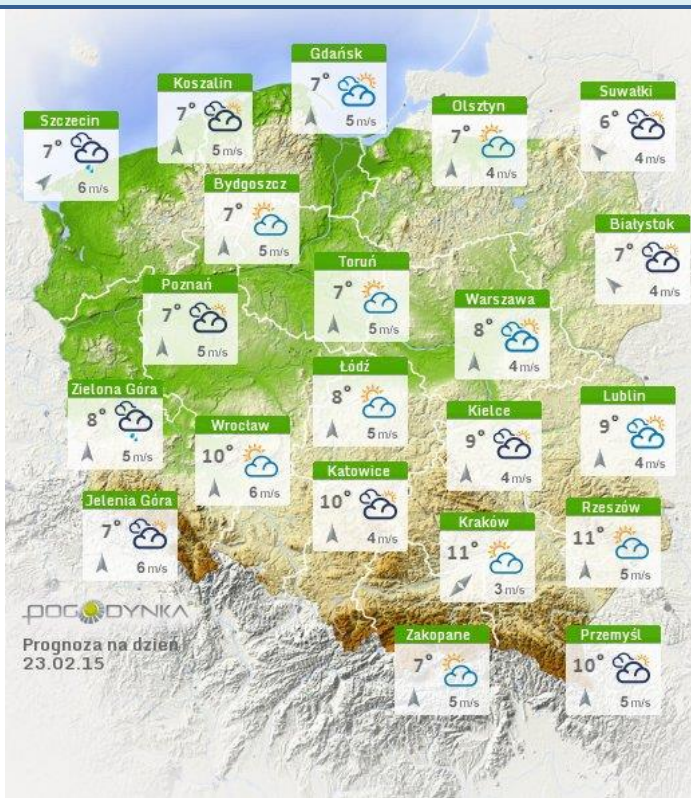 Gdańsk
7°
5 m/s
Koszalin
7°
5 m/s
Suwałki
6°
4 m/s
Olsztyn
7°
4 m/s
Szczecin
7°
6 m/s
Bydgoszcz
7°
5 m/s
Białystok
7°
4 m/s
Toruń
7°
5 m/s
Poznań
7°
5 m/s
Warszawa
8°
4 m/s
Łódź
8°
5 m/s
Zielona Góra
8°
5 m/s
Lublin
9°
4 m/s
Kielce
9°
4 m/s
Wrocław
10°
6 m/s
Katowice
10°
4 m/s
Jelenia Góra
7°
6 m/s
Rzeszów
11°
5 m/s
Kraków
11°
3 m/s
POGODYNKA
Prognoza na dzień
23.02.15
Zakopane
7°
5 m/s
Przemyśl
10°
5 m/s